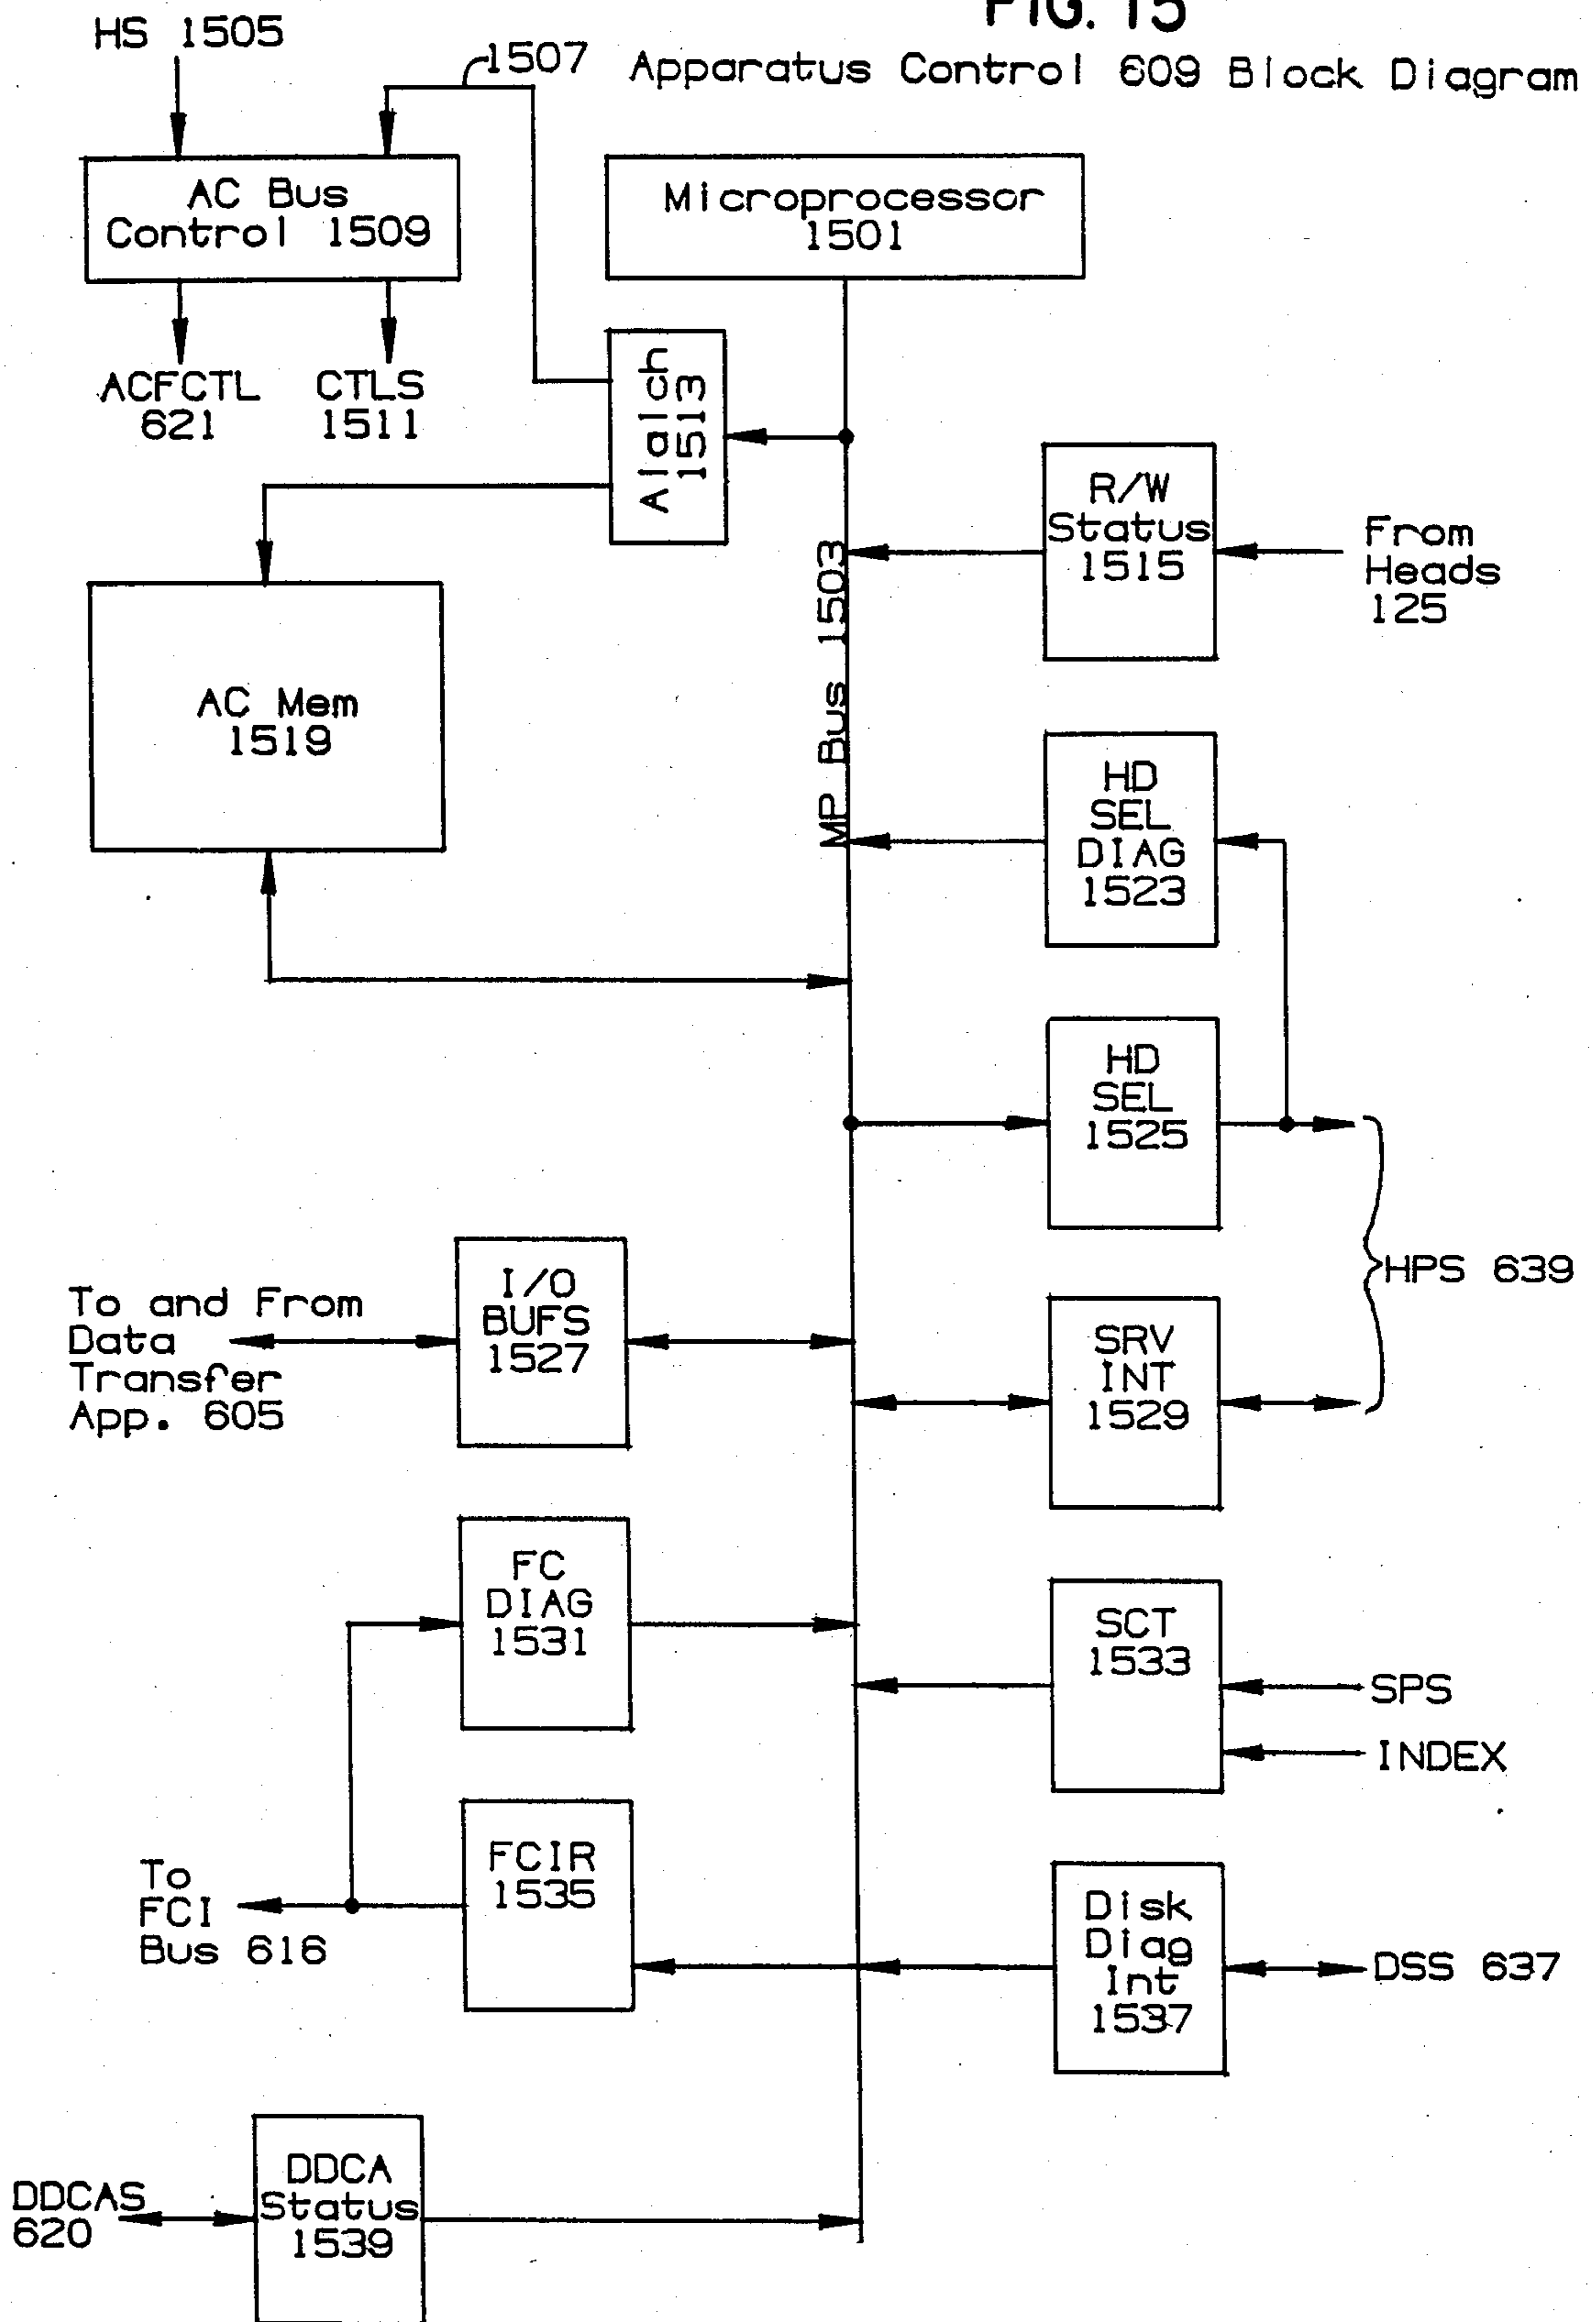 FIG. 15
Apparatus Control 609 Block Diagram
HS 1505
1507
AC Bus
Control 1509
Microprocessor
1501
ACFCTL
621
CTLS
1511
Alalch
1513
R/W
Status
1515
From
Heads
125
MP Bus 1503
AC Mem
1519
HD
SEL
DIAG
1523
HD
SEL
1525
HPS 639
To and From
Data
Transfer
App. 605
I/O
BUFS
1527
SRV
INT
1529
FC
DIAG
1531
SCT
1533
SPS
INDEX
To
FCI
Bus 616
FCIR
1535
Disk
Diag
Int
1537
DSS 637
DDCAS
620
DDCA
Status
1539